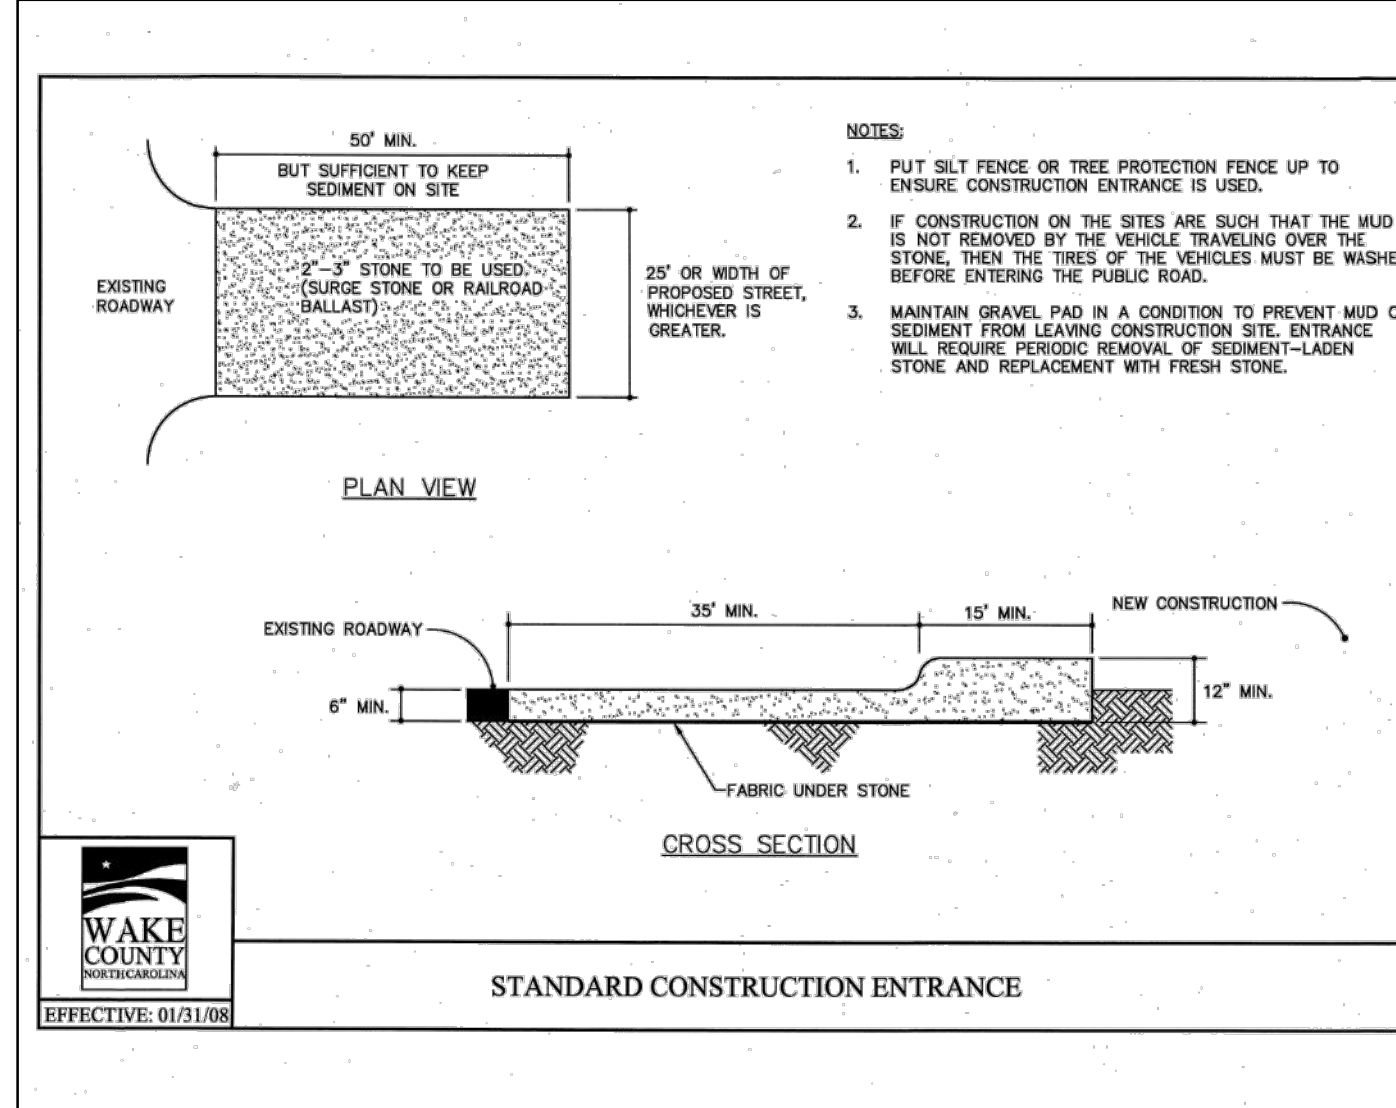 50' MIN.
BUT SUFFICIENT TO KEEP
SEDIMENT ON SITE
EXISTING
ROADWAY
2"-3" STONE TO BE USED.
(SURGE STONE OR RAILROAD
BALLAST)
25' OR WIDTH OF
PROPOSED STREET,
WHICHEVER IS
GREATER.
PLAN VIEW
NOTES:
1. PUT SILT FENCE OR TREE PROTECTION FENCE UP TO
ENSURE CONSTRUCTION ENTRANCE IS USED.
2. IF CONSTRUCTION ON THE SITES ARE SUCH THAT THE MUD
IS NOT REMOVED BY THE VEHICLE TRAVELING OVER THE
STONE, THEN THE TIRES OF THE VEHICLES MUST BE WASHE
BEFORE ENTERING THE PUBLIC ROAD.
3. MAINTAIN GRAVEL PAD IN A CONDITION TO PREVENT MUD
SEDIMENT FROM LEAVING CONSTRUCTION SITE. ENTRANCE
WILL REQUIRE PERIODIC REMOVAL OF SEDIMENT-LADEN
STONE AND REPLACEMENT WITH FRESH STONE.
35' MIN.
15' MIN.
NEW CONSTRUCTION
EXISTING ROADWAY
6" MIN.
12" MIN.
FABRIC UNDER STONE
CROSS SECTION
WAKE
COUNTY
NORTH CAROLINA
EFFECTIVE: 01/31/08
STANDARD CONSTRUCTION ENTRANCE